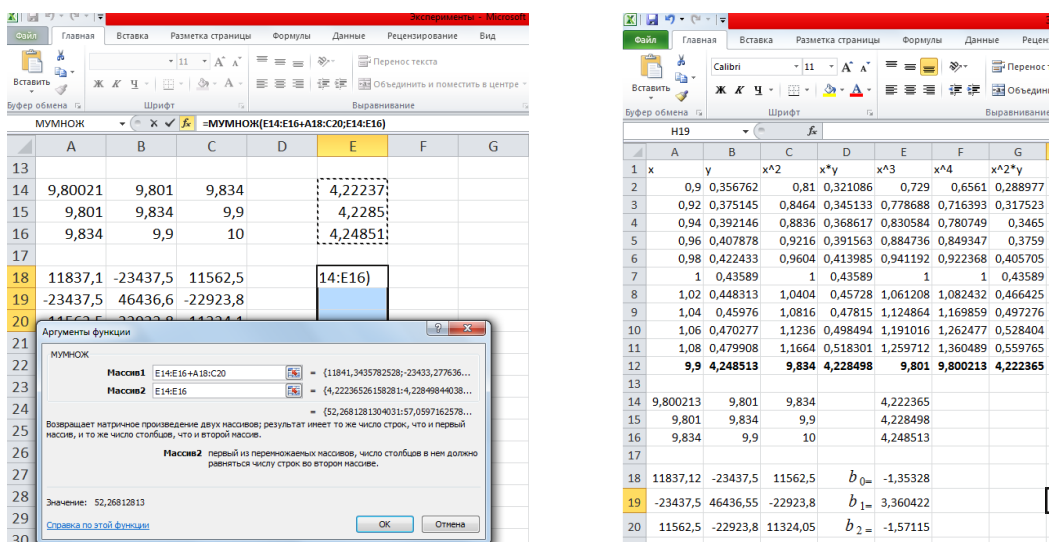 Эксперименты - Microsoft
Файл Главная Вставка Разметка страницы Формулы Данные Рецензирование Вид
11 A A Перенос текста
Вставить
Ж К Ч А Объединить и поместить в центре
Буфер обмена Шрифт Выравнивание
МУМНОЖ fx =МУМНОЖ(E14:E16+A18:C20;E14:E16)
A B C D E F G
13
14 9,80021 9,801 9,834 4,22237
15 9,801 9,834 9,9 4,2285
16 9,834 9,9 10 4,24851
17
18 11837,1 -23437,5 11562,5 14:E16)
19 -23437,5 46436,6 -22923,8
20
21 Аргументы функции
МУМНОЖ
22 Массив1 E14:E16+A18:C20 = {11841,3435782528;-23433,277636...
23 Массив2 E14:E16 = {4,22236526158281:4,22849844038...
24 = {52,2681281304031:57,0597162578...
25 Возвращает матричное произведение двух массивов; результат имеет то же число строк, что и первый
массив, и то же число столбцов, что и второй массив.
26 Массив2 первый из перемножаемых массивов, число столбцов в нем должно
27 равняться числу строк во втором массиве.
28 Значение: 52,26812813
29 Справка по этой функции ОК Отмена
30
Файл Главная Вставка Разметка страницы Формулы Данные Рецен
Calibri 11 A A Перенос
Вставить
Ж К Ч А Объедини
Буфер обмена Шрифт Выравнивание
H19 fx
A B C D E F G
1 x y x^2 x*y x^3 x^4 x^2*y
2 0,9 0,356762 0,81 0,321086 0,729 0,6561 0,288977
3 0,92 0,375145 0,8464 0,345133 0,778688 0,716393 0,317523
4 0,94 0,392146 0,8836 0,368617 0,830584 0,780749 0,3465
5 0,96 0,407878 0,9216 0,391563 0,884736 0,849347 0,3759
6 0,98 0,422433 0,9604 0,413985 0,941192 0,922368 0,405705
7 1 0,43589 1 0,43589 1 1 0,43589
8 1,02 0,448313 1,0404 0,45728 1,061208 1,082432 0,466425
9 1,04 0,45976 1,0816 0,47815 1,124864 1,169859 0,497276
10 1,06 0,470277 1,1236 0,498494 1,191016 1,262477 0,528404
11 1,08 0,479908 1,1664 0,518301 1,259712 1,360489 0,559765
12 9,9 4,248513 9,834 4,228498 9,801 9,800213 4,222365
13
14 9,800213 9,801 9,834 4,222365
15 9,801 9,834 9,9 4,228498
16 9,834 9,9 10 4,248513
17
18 11837,12 -23437,5 11562,5 b 0= -1,35328
19 -23437,5 46436,55 -22923,8 b 1= 3,360422
20 11562,5 -22923,8 11324,05 b 2 = -1,57115